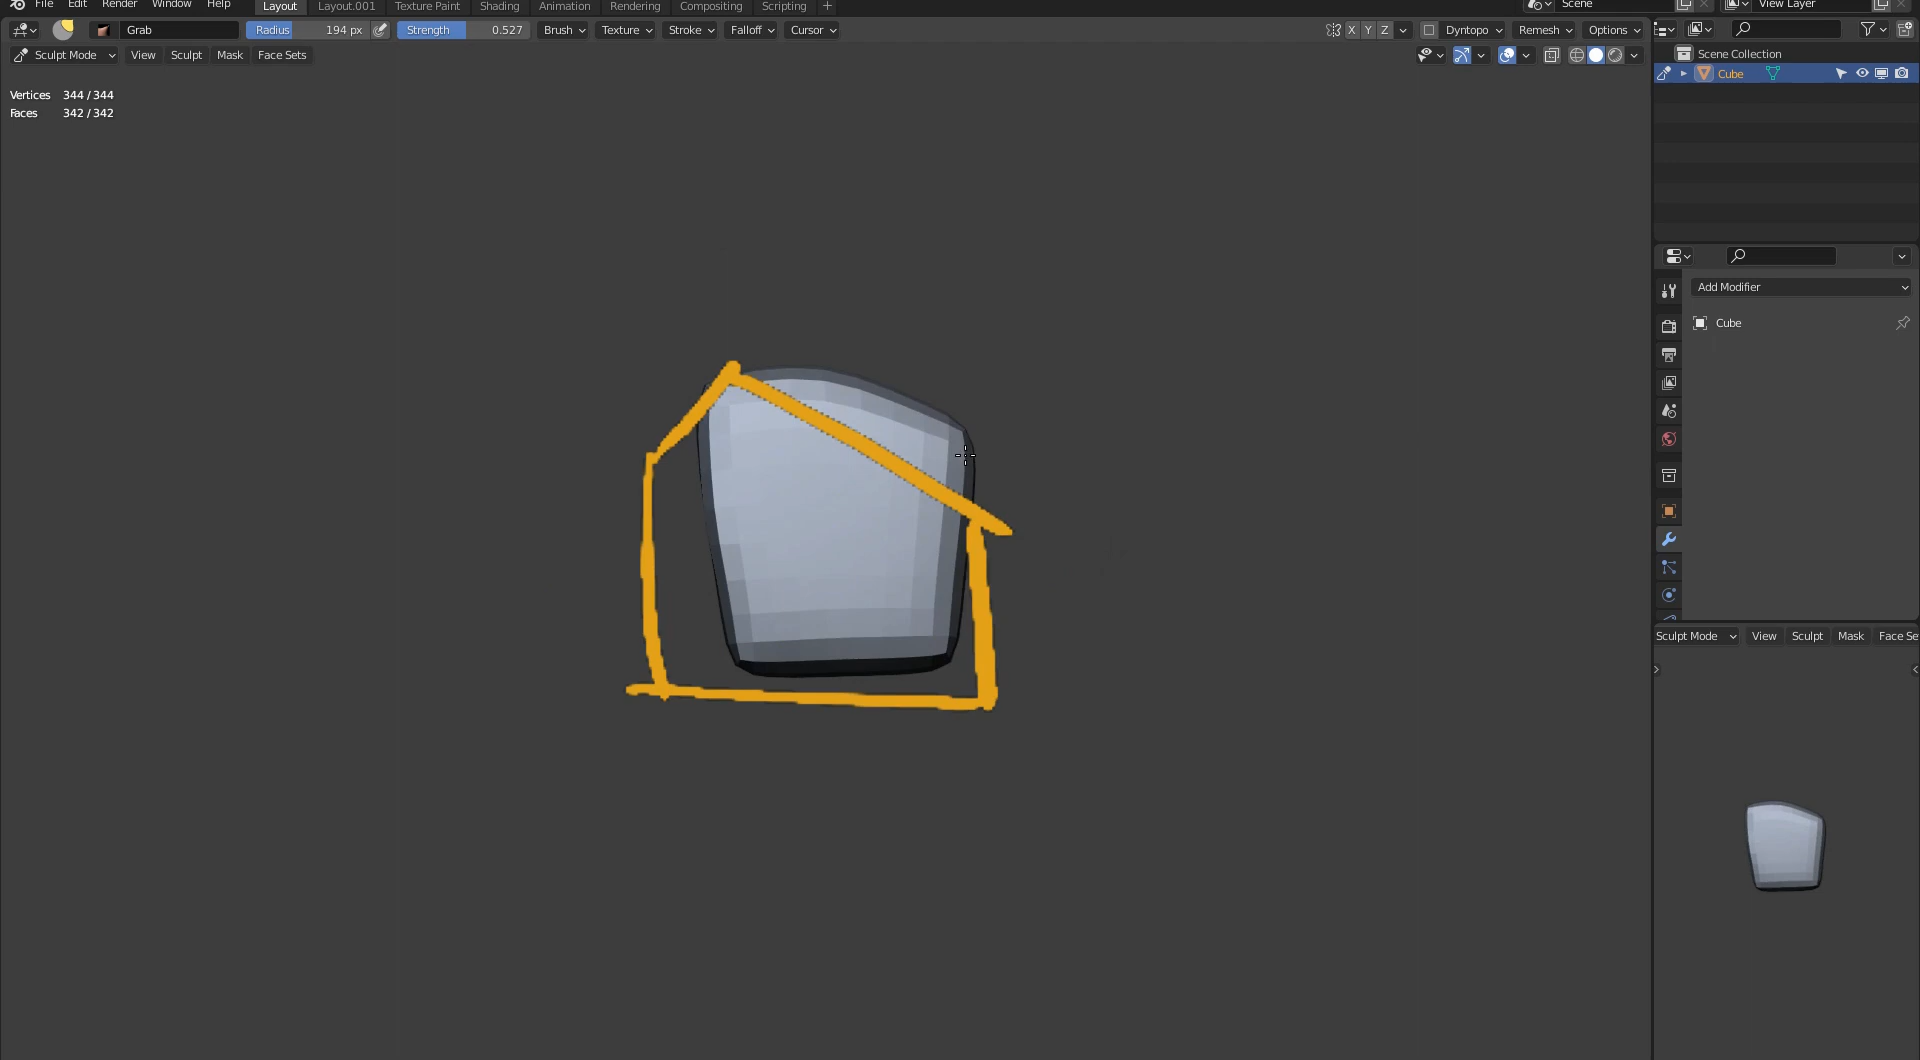 File Edit Render Window Help Layout Layout.001 Texture Paint Shading Animation Rendering Compositing Scripting + Scene View Layer
Grab Radius 194 px Strength 0.527 Brush Texture Stroke Falloff Cursor X Y Z Dyntopo Remesh Options
Sculpt Mode View Sculpt Mask Face Sets
Scene Collection
Cube
Vertices 344 / 344
Faces 342 / 342
Add Modifier
Cube
Sculpt Mode View Sculpt Mask Face Se